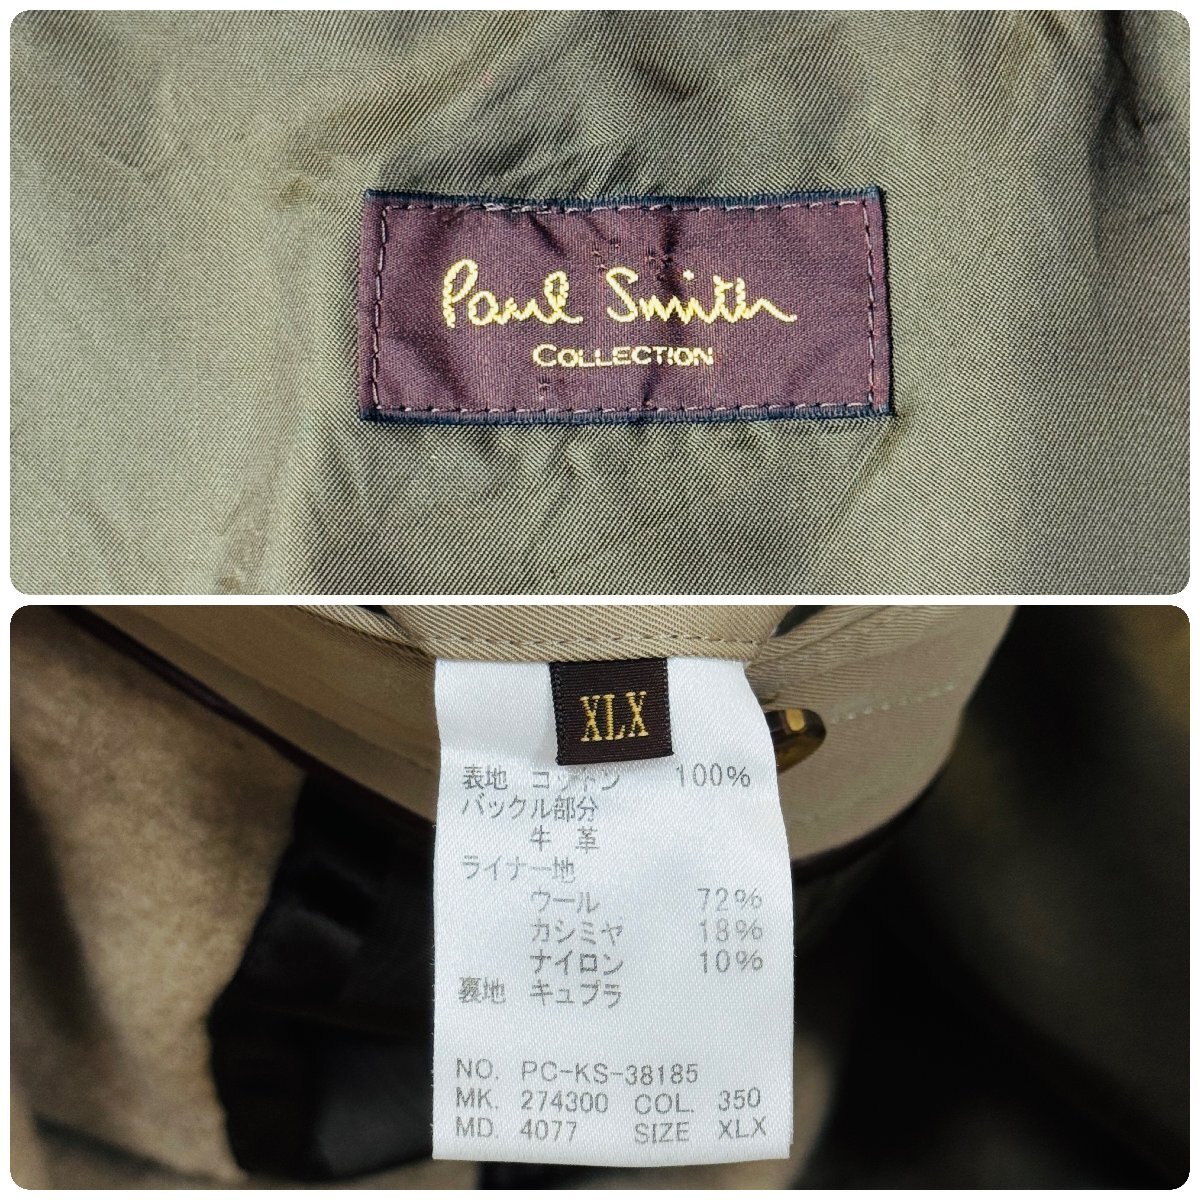 Paul Smith
COLLECTION
XLX
表地 コットン 100%
バックル部分
牛 革
ライナー地
ウール 72%
カシミヤ 18%
ナイロン 10%
裏地 キュプラ
NO. PC-KS-38185
MK. 274300 COL. 350
MD. 4077 SIZE XLX